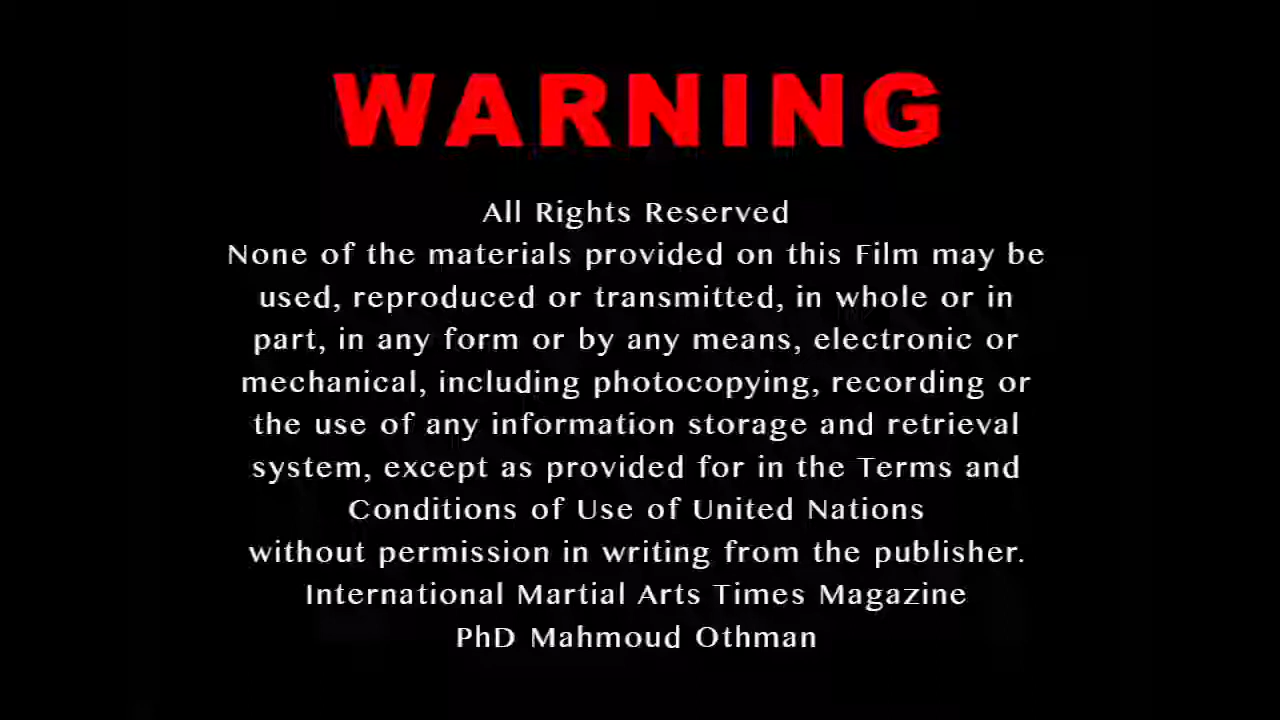 WARNING
All Rights Reserved
None of the materials provided on this Film may be
used, reproduced or transmitted, in whole or in
part, in any form or by any means, electronic or
mechanical, including photocopying, recording or
the use of any information storage and retrieval
system, except as provided for in the Terms and
Conditions of Use of United Nations
without permission in writing from the publisher.
International Martial Arts Times Magazine
PhD Mahmoud Othman